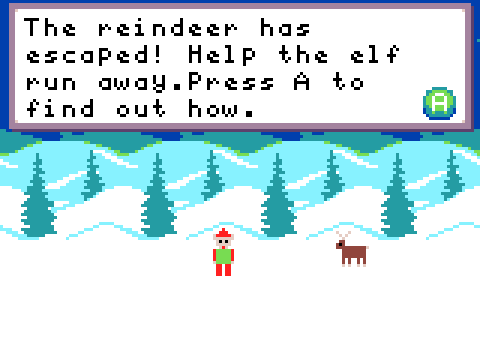 The reindeer has
escaped! Help the elf
run away.Press A to
find out how.
A